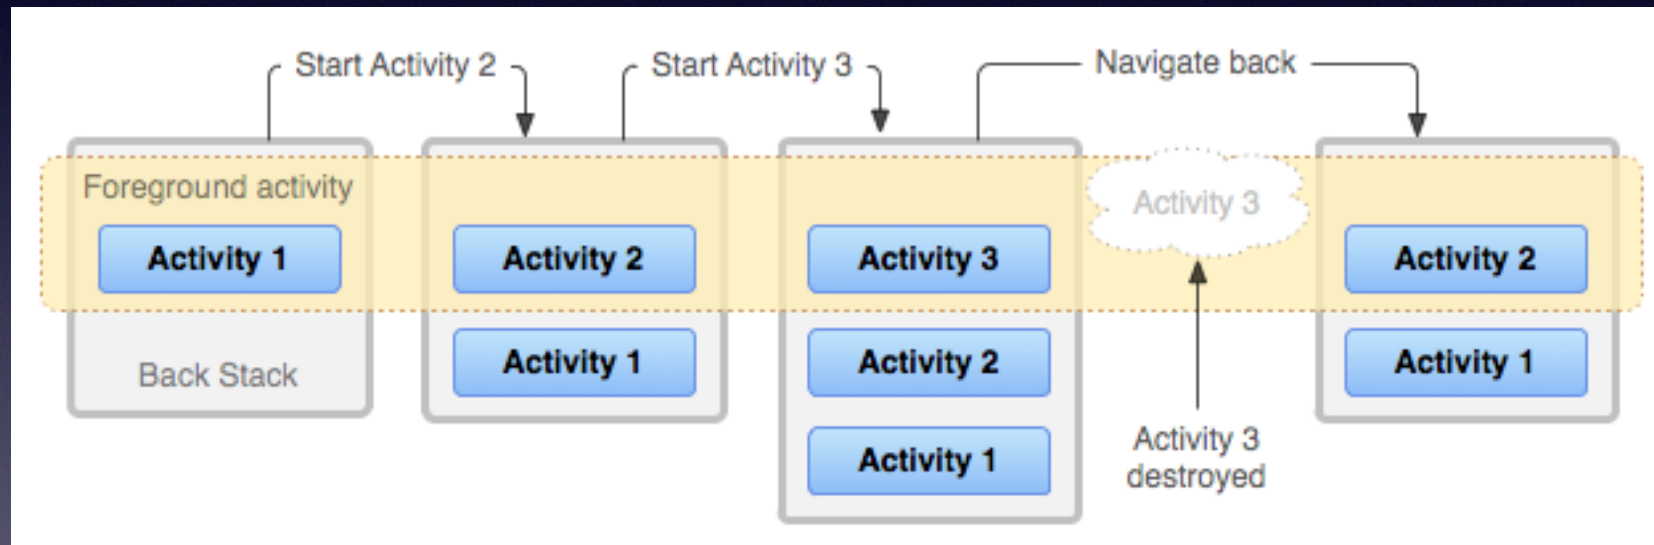 Start Activity 2
Start Activity 3
Navigate back
Foreground activity
Activity 1
Back Stack
Activity 2
Activity 1
Activity 3
Activity 2
Activity 1
Activity 3
Activity 3
destroyed
Activity 2
Activity 1